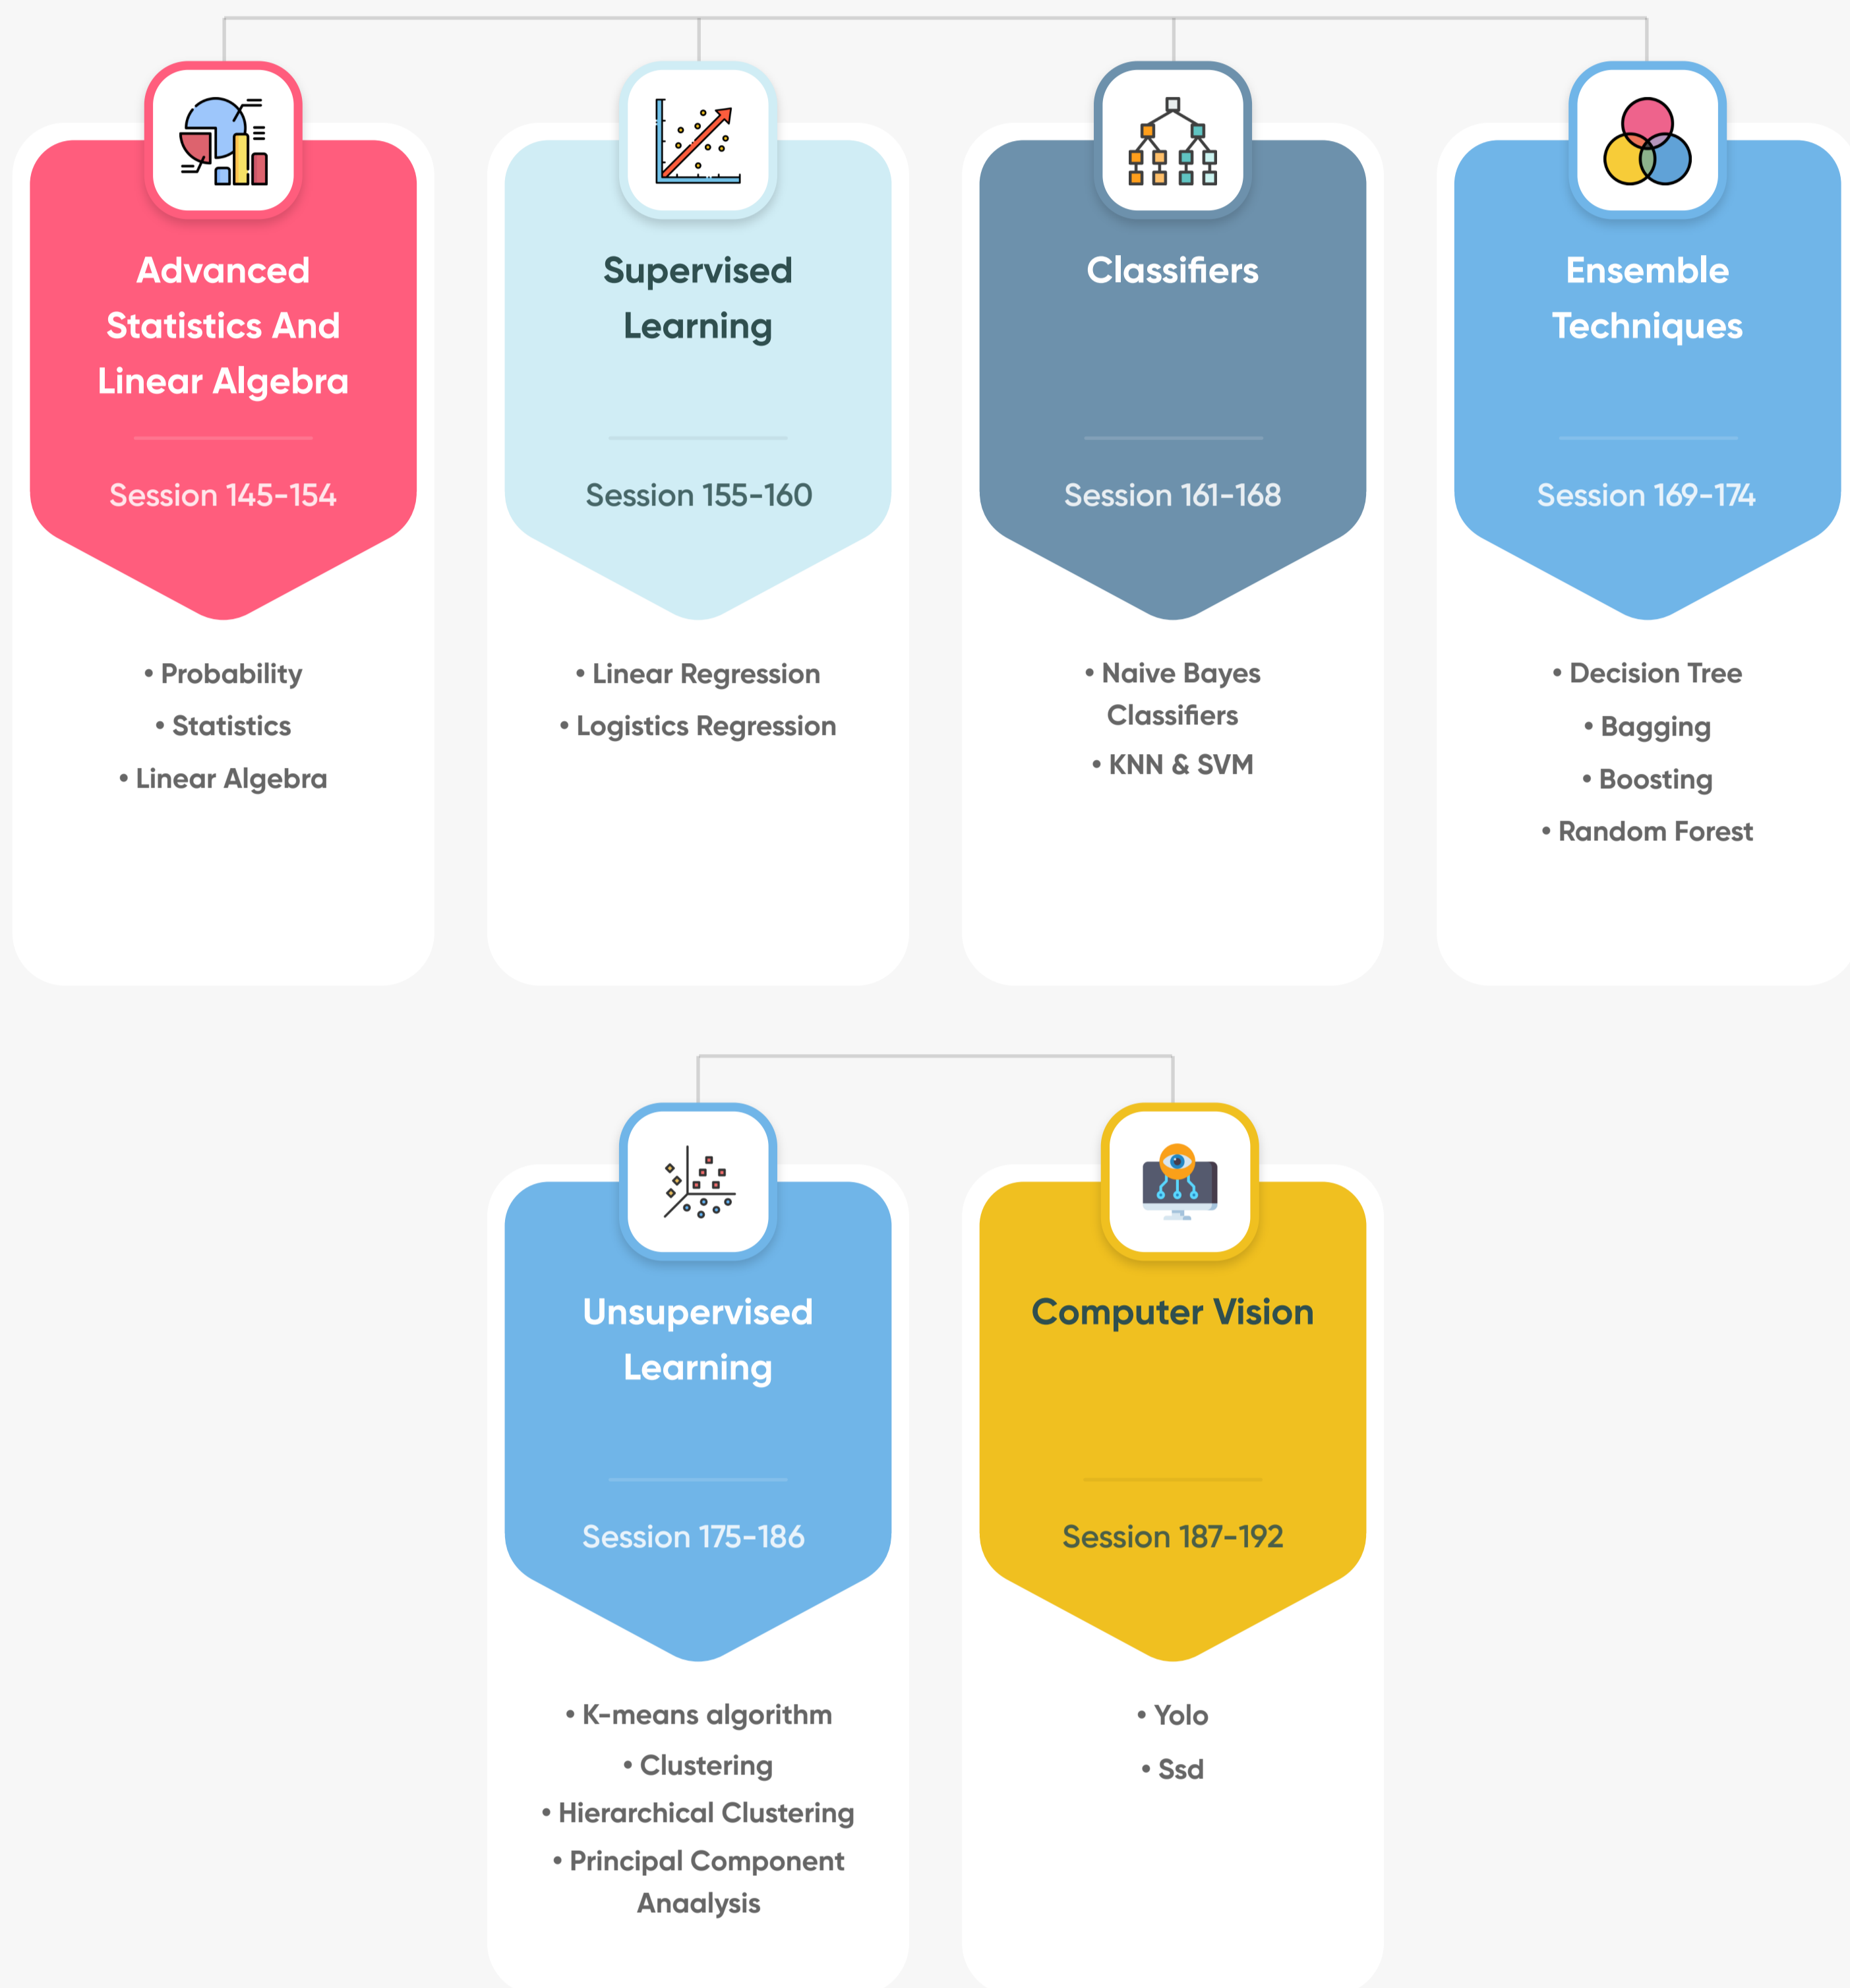 Advanced
Statistics And
Linear Algebra
Session 145-154
• Probability
• Statistics
• Linear Algebra
Supervised
Learning
Session 155-160
• Linear Regression
• Logistics Regression
Classifiers
Session 161-168
• Naive Bayes
Classifiers
• KNN & SVM
Ensemble
Techniques
Session 169-174
• Decision Tree
• Bagging
• Boosting
• Random Forest
Unsupervised
Learning
Session 175-186
• K-means algorithm
• Clustering
• Hierarchical Clustering
• Principal Component
Anaalysis
Computer Vision
Session 187-192
• Yolo
• Ssd